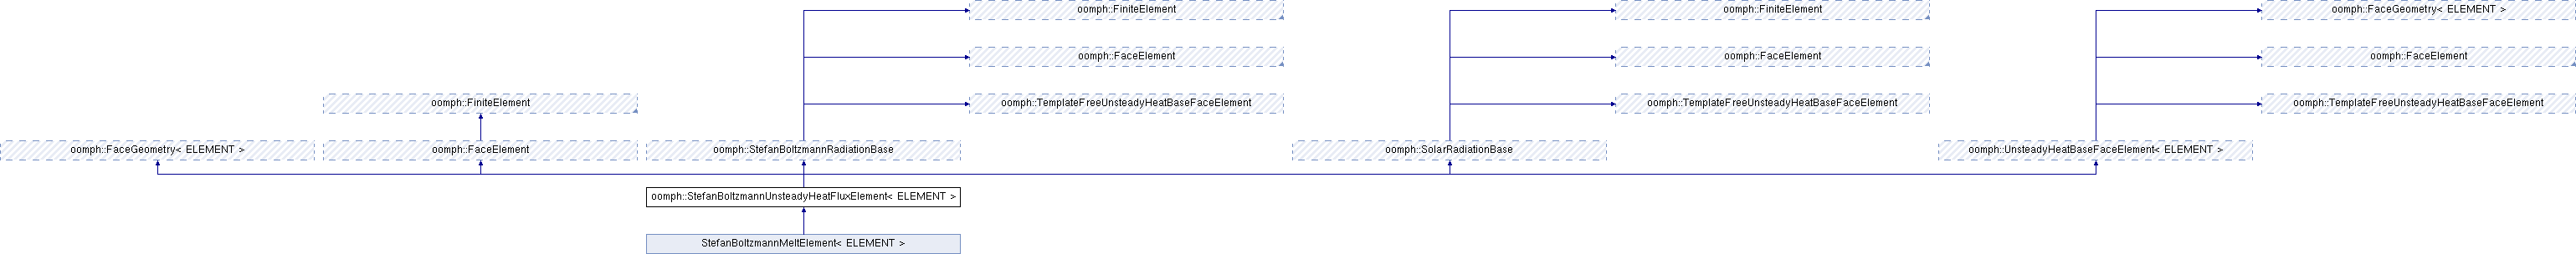 oomph::FiniteElement
oomph::FiniteElement
oomph::FaceGeometry< ELEMENT >
oomph::FaceElement
oomph::FaceElement
oomph::FaceElement
oomph::FiniteElement
oomph::TemplateFreeUnsteadyHeatBaseFaceElement
oomph::TemplateFreeUnsteadyHeatBaseFaceElement
oomph::TemplateFreeUnsteadyHeatBaseFaceElement
oomph::FaceGeometry< ELEMENT >
oomph::FaceElement
oomph::StefanBoltzmannRadiationBase
oomph::SolarRadiationBase
oomph::UnsteadyHeatBaseFaceElement< ELEMENT >
oomph::StefanBoltzmannUnsteadyHeatFluxElement< ELEMENT >
StefanBoltzmannMeltElement< ELEMENT >